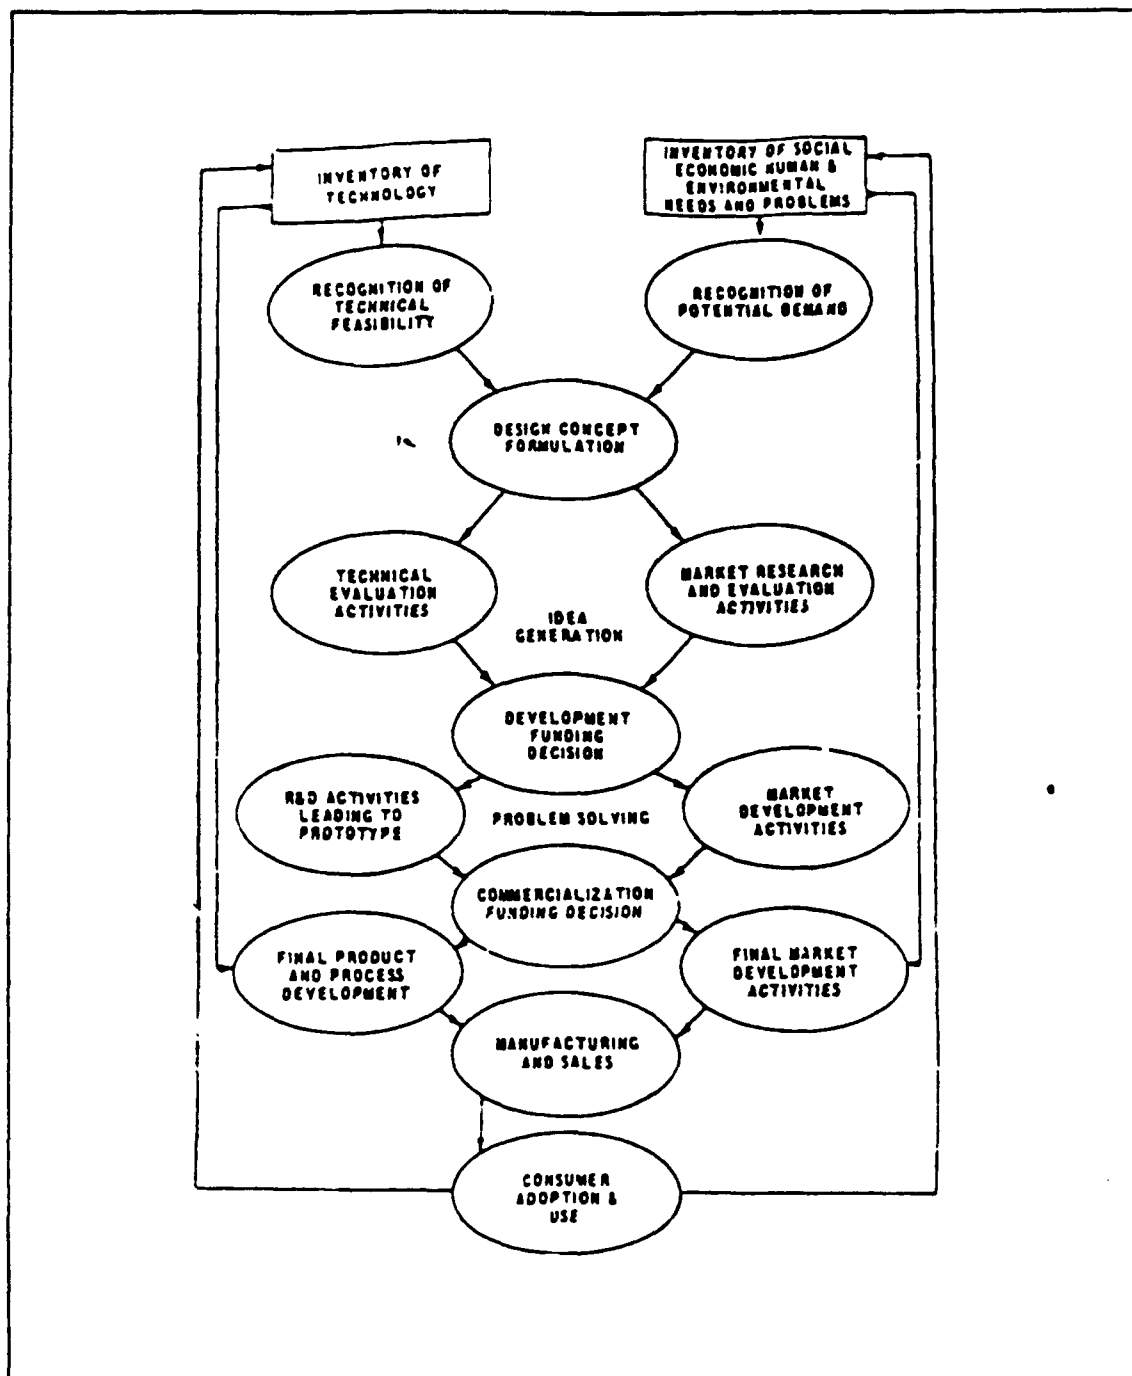 INVENTORY OF
TECHNOLOGY
INVENTORY OF SOCIAL
ECONOMIC HUMAN &
ENVIRONMENTAL
NEEDS AND PROBLEMS
RECOGNITION OF
TECHNICAL
FEASIBILITY
RECOGNITION OF
POTENTIAL DEMAND
DESIGN CONCEPT
FORMULATION
TECHNICAL
EVALUATION
ACTIVITIES
MARKET RESEARCH
AND EVALUATION
ACTIVITIES
IDEA
GENERATION
DEVELOPMENT
FUNDING
DECISION
R&D ACTIVITIES
LEADING TO
PROTOTYPE
PROBLEM SOLVING
MARKET
DEVELOPMENT
ACTIVITIES
COMMERCIALIZATION
FUNDING DECISION
FINAL PRODUCT
AND PROCESS
DEVELOPMENT
FINAL MARKET
DEVELOPMENT
ACTIVITIES
MANUFACTURING
AND SALES
CONSUMER
ADOPTION &
USE